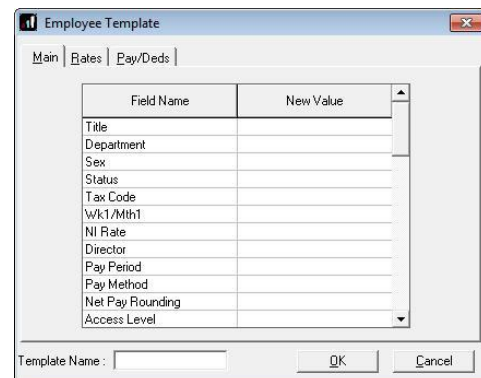 Employee Template
Main Rates Pay/Deds
Field Name New Value
Title
Department
Sex
Status
Tax Code
Wk1/Mth1
NI Rate
Director
Pay Period
Pay Method
Net Pay Rounding
Access Level
Template Name : OK Cancel